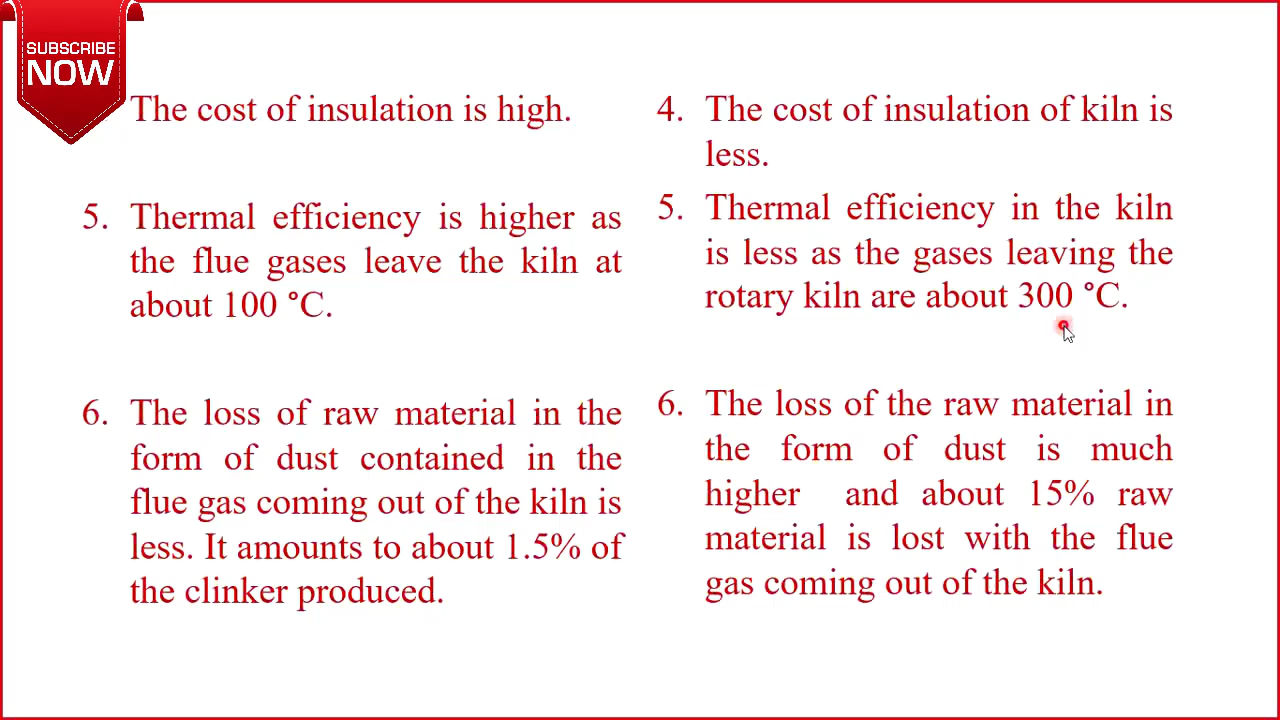 SUBSCRIBE
NOW
The cost of insulation is high.
5. Thermal efficiency is higher as
the flue gases leave the kiln at
about 100 °C.
6. The loss of raw material in the
form of dust contained in the
flue gas coming out of the kiln is
less. It amounts to about 1.5% of
the clinker produced.
4. The cost of insulation of kiln is
less.
5. Thermal efficiency in the kiln
is less as the gases leaving the
rotary kiln are about 300 °C.
6. The loss of the raw material in
the form of dust is much
higher and about 15% raw
material is lost with the flue
gas coming out of the kiln.